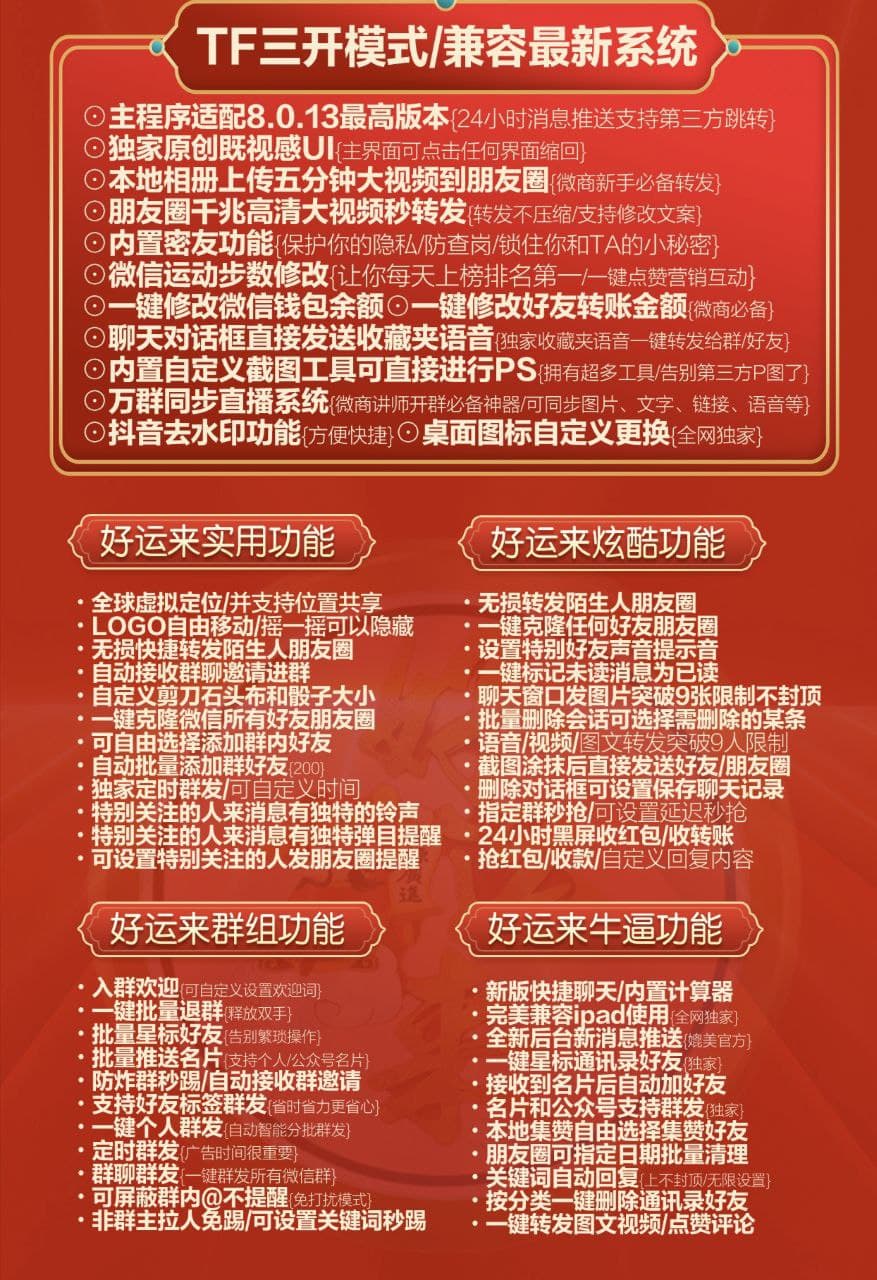 TF三开模式/兼容最新系统
⊙主程序适配8.0.13最高版本{24小时消息推送支持第三方跳转}
⊙独家原创既视感UI{主界面可点击任何界面缩回}
⊙本地相册上传五分钟大视频到朋友圈{微商新手必备转发}
⊙朋友圈千兆高清大视频秒转发{转发不压缩/支持修改文案}
⊙内置密友功能{保护你的隐私/防查岗/锁住你和TA的小秘密}
⊙微信运动步数修改{让你每天上榜排名第一/一键点赞营销互动}
⊙一键修改微信钱包余额⊙一键修改好友转账金额{微商必备}
⊙聊天对话框直接发送收藏夹语音{独家收藏夹语音一键转发给群/好友}
⊙内置自定义截图工具可直接进行PS{拥有超多工具/告别第三方P图了}
⊙万群同步直播系统{微商讲师开群必备神器/可同步图片、文字、链接、语音等}
⊙抖音去水印功能{方便快捷}⊙桌面图标自定义更换{全网独家}
好运来实用功能
·全球虚拟定位/并支持位置共享
·LOGO自由移动/摇一摇可以隐藏
·无损快捷转发陌生人朋友圈
·自动接收群聊邀请进群
·自定义剪刀石头布和骰子大小
·一键克隆微信所有好友朋友圈
·可自由选择添加群内好友
·自动批量添加群好友{200}
·独家定时群发/可自定义时间
·特别关注的人来消息有独特的铃声
·特别关注的人来消息有独特弹目提醒
·可设置特别关注的人发朋友圈提醒
好运来炫酷功能
·无损转发陌生人朋友圈
·一键克隆任何好友朋友圈
·设置特别好友声音提示音
·一键标记未读消息为已读
·聊天窗口发图片突破9张限制不封顶
·批量删除会话可选择需删除的某条
·语音/视频/图文转发突破9人限制
·截图涂抹后直接发送好友/朋友圈
·删除对话框可设置保存聊天记录
·指定群秒抢/可设置延迟秒抢
·24小时黑屏收红包/收转账
·抢红包/收款/自定义回复内容
好运来群组功能
·入群欢迎{可自定义设置欢迎词}
·一键批量退群{释放双手}
·批量星标好友{告别繁琐操作}
·批量推送名片{支持个人/公众号名片}
·防炸群秒踢/自动接收群邀请
·支持好友标签群发{省时省力更省心}
·一键个人群发{自动智能分批群发}
·定时群发{广告时间很重要}
·群聊群发{一键群发所有微信群}
·可屏蔽群内@不提醒{免打扰模式}
·非群主拉人免踢/可设置关键词秒踢
好运来牛逼功能
·新版快捷聊天/内置计算器
·完美兼容ipad使用{全网独家}
·全新后台新消息推送{媲美官方}
·一键星标通讯录好友{独家}
·接收到名片后自动加好友
·名片和公众号支持群发{独家}
·本地集赞自由选择集赞好友
·朋友圈可指定日期批量清理
·关键词自动回复{上不封顶/无限设置}
·按分类一键删除通讯录好友
·一键转发图文视频/点赞评论